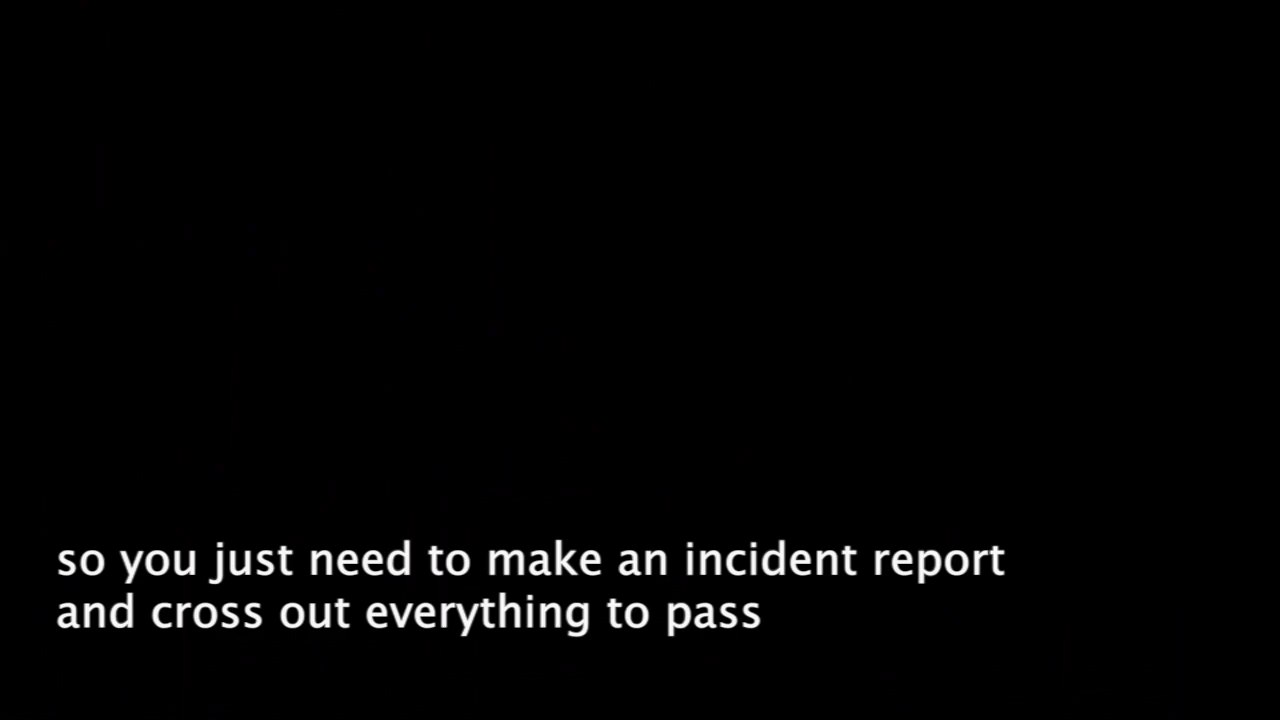 so you just need to make an incident report
and cross out everything to pass